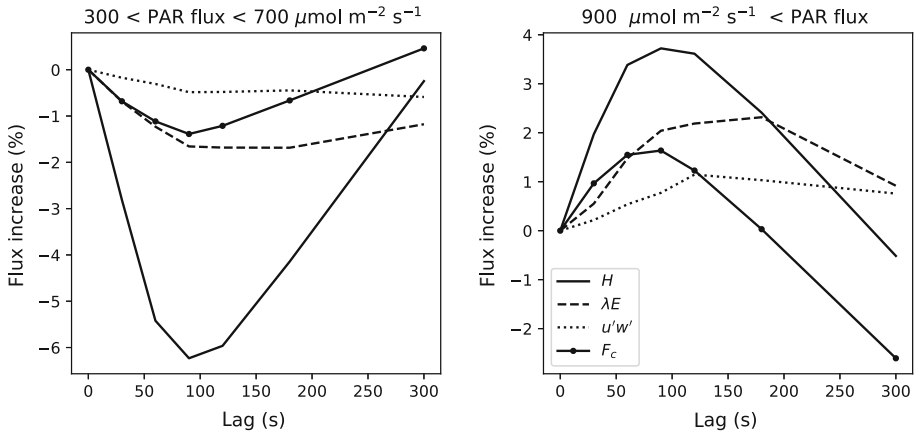 300 < PAR flux < 700 μmol m⁻² s⁻¹
Flux increase (%)
0
−1
−2
−3
−4
−5
−6
0 50 100 150 200 250 300
Lag (s)
900 μmol m⁻² s⁻¹ < PAR flux
Flux increase (%)
4
3
2
1
0
−1
−2
H
λE
u′w′
F_c
0 50 100 150 200 250 300
Lag (s)